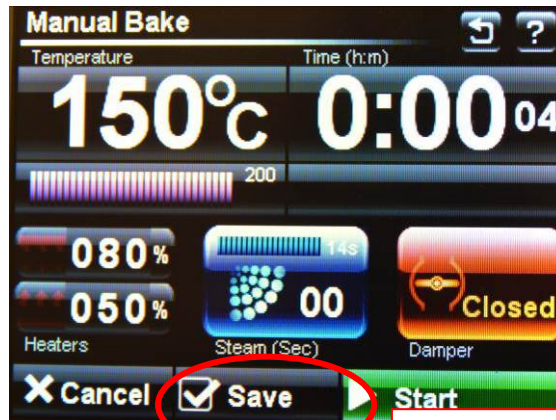 Manual Bake ?
Temperature Time (h:m)
150°C 0:00 04
200
080% 14s
050% 00 Closed
Heaters Steam (Sec) Damper
Cancel Save Start